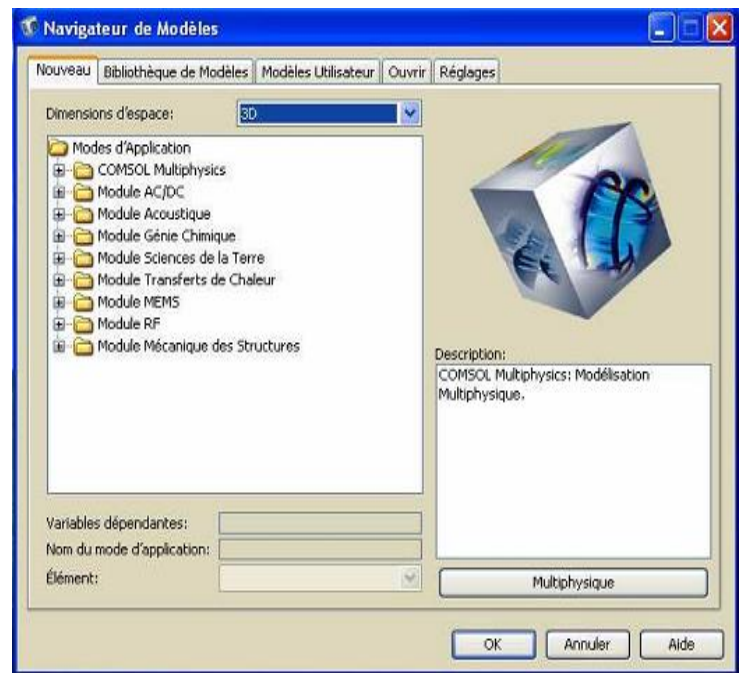 Navigateur de Modèles
Nouveau Bibliothèque de Modèles Modèles Utilisateur Ouvrir Réglages
Dimensions d'espace: 3D
Modes d'Application
COMSOL Multiphysics
Module AC/DC
Module Acoustique
Module Génie Chimique
Module Sciences de la Terre
Module Transferts de Chaleur
Module MEMS
Module RF
Module Mécanique des Structures
Description:
COMSOL Multiphysics: Modélisation
Multiphysique.
Variables dépendantes:
Nom du mode d'application:
Élément:
Multiphysique
OK Annuler Aide